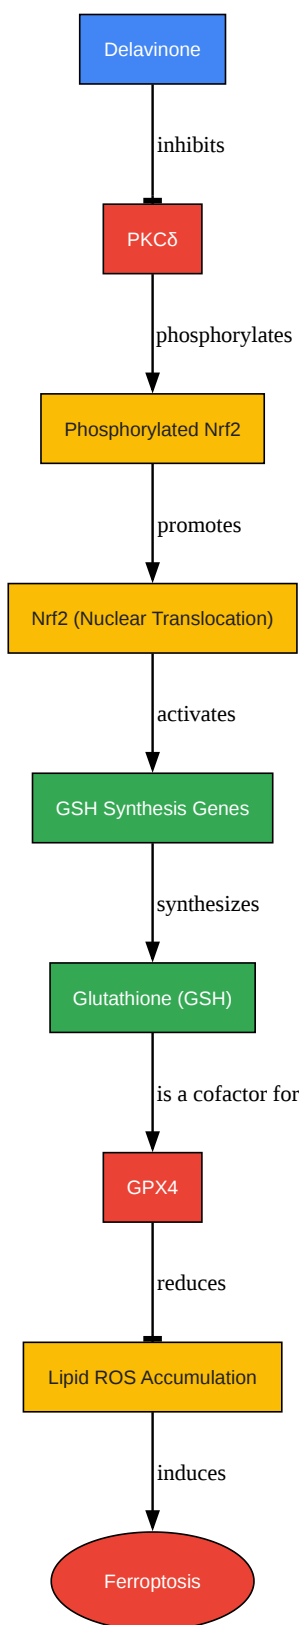 Delavinone
inhibits
PKCδ
phosphorylates
Phosphorylated Nrf2
promotes
Nrf2 (Nuclear Translocation)
activates
GSH Synthesis Genes
synthesizes
Glutathione (GSH)
is a cofactor for
GPX4
reduces
Lipid ROS Accumulation
induces
Ferroptosis